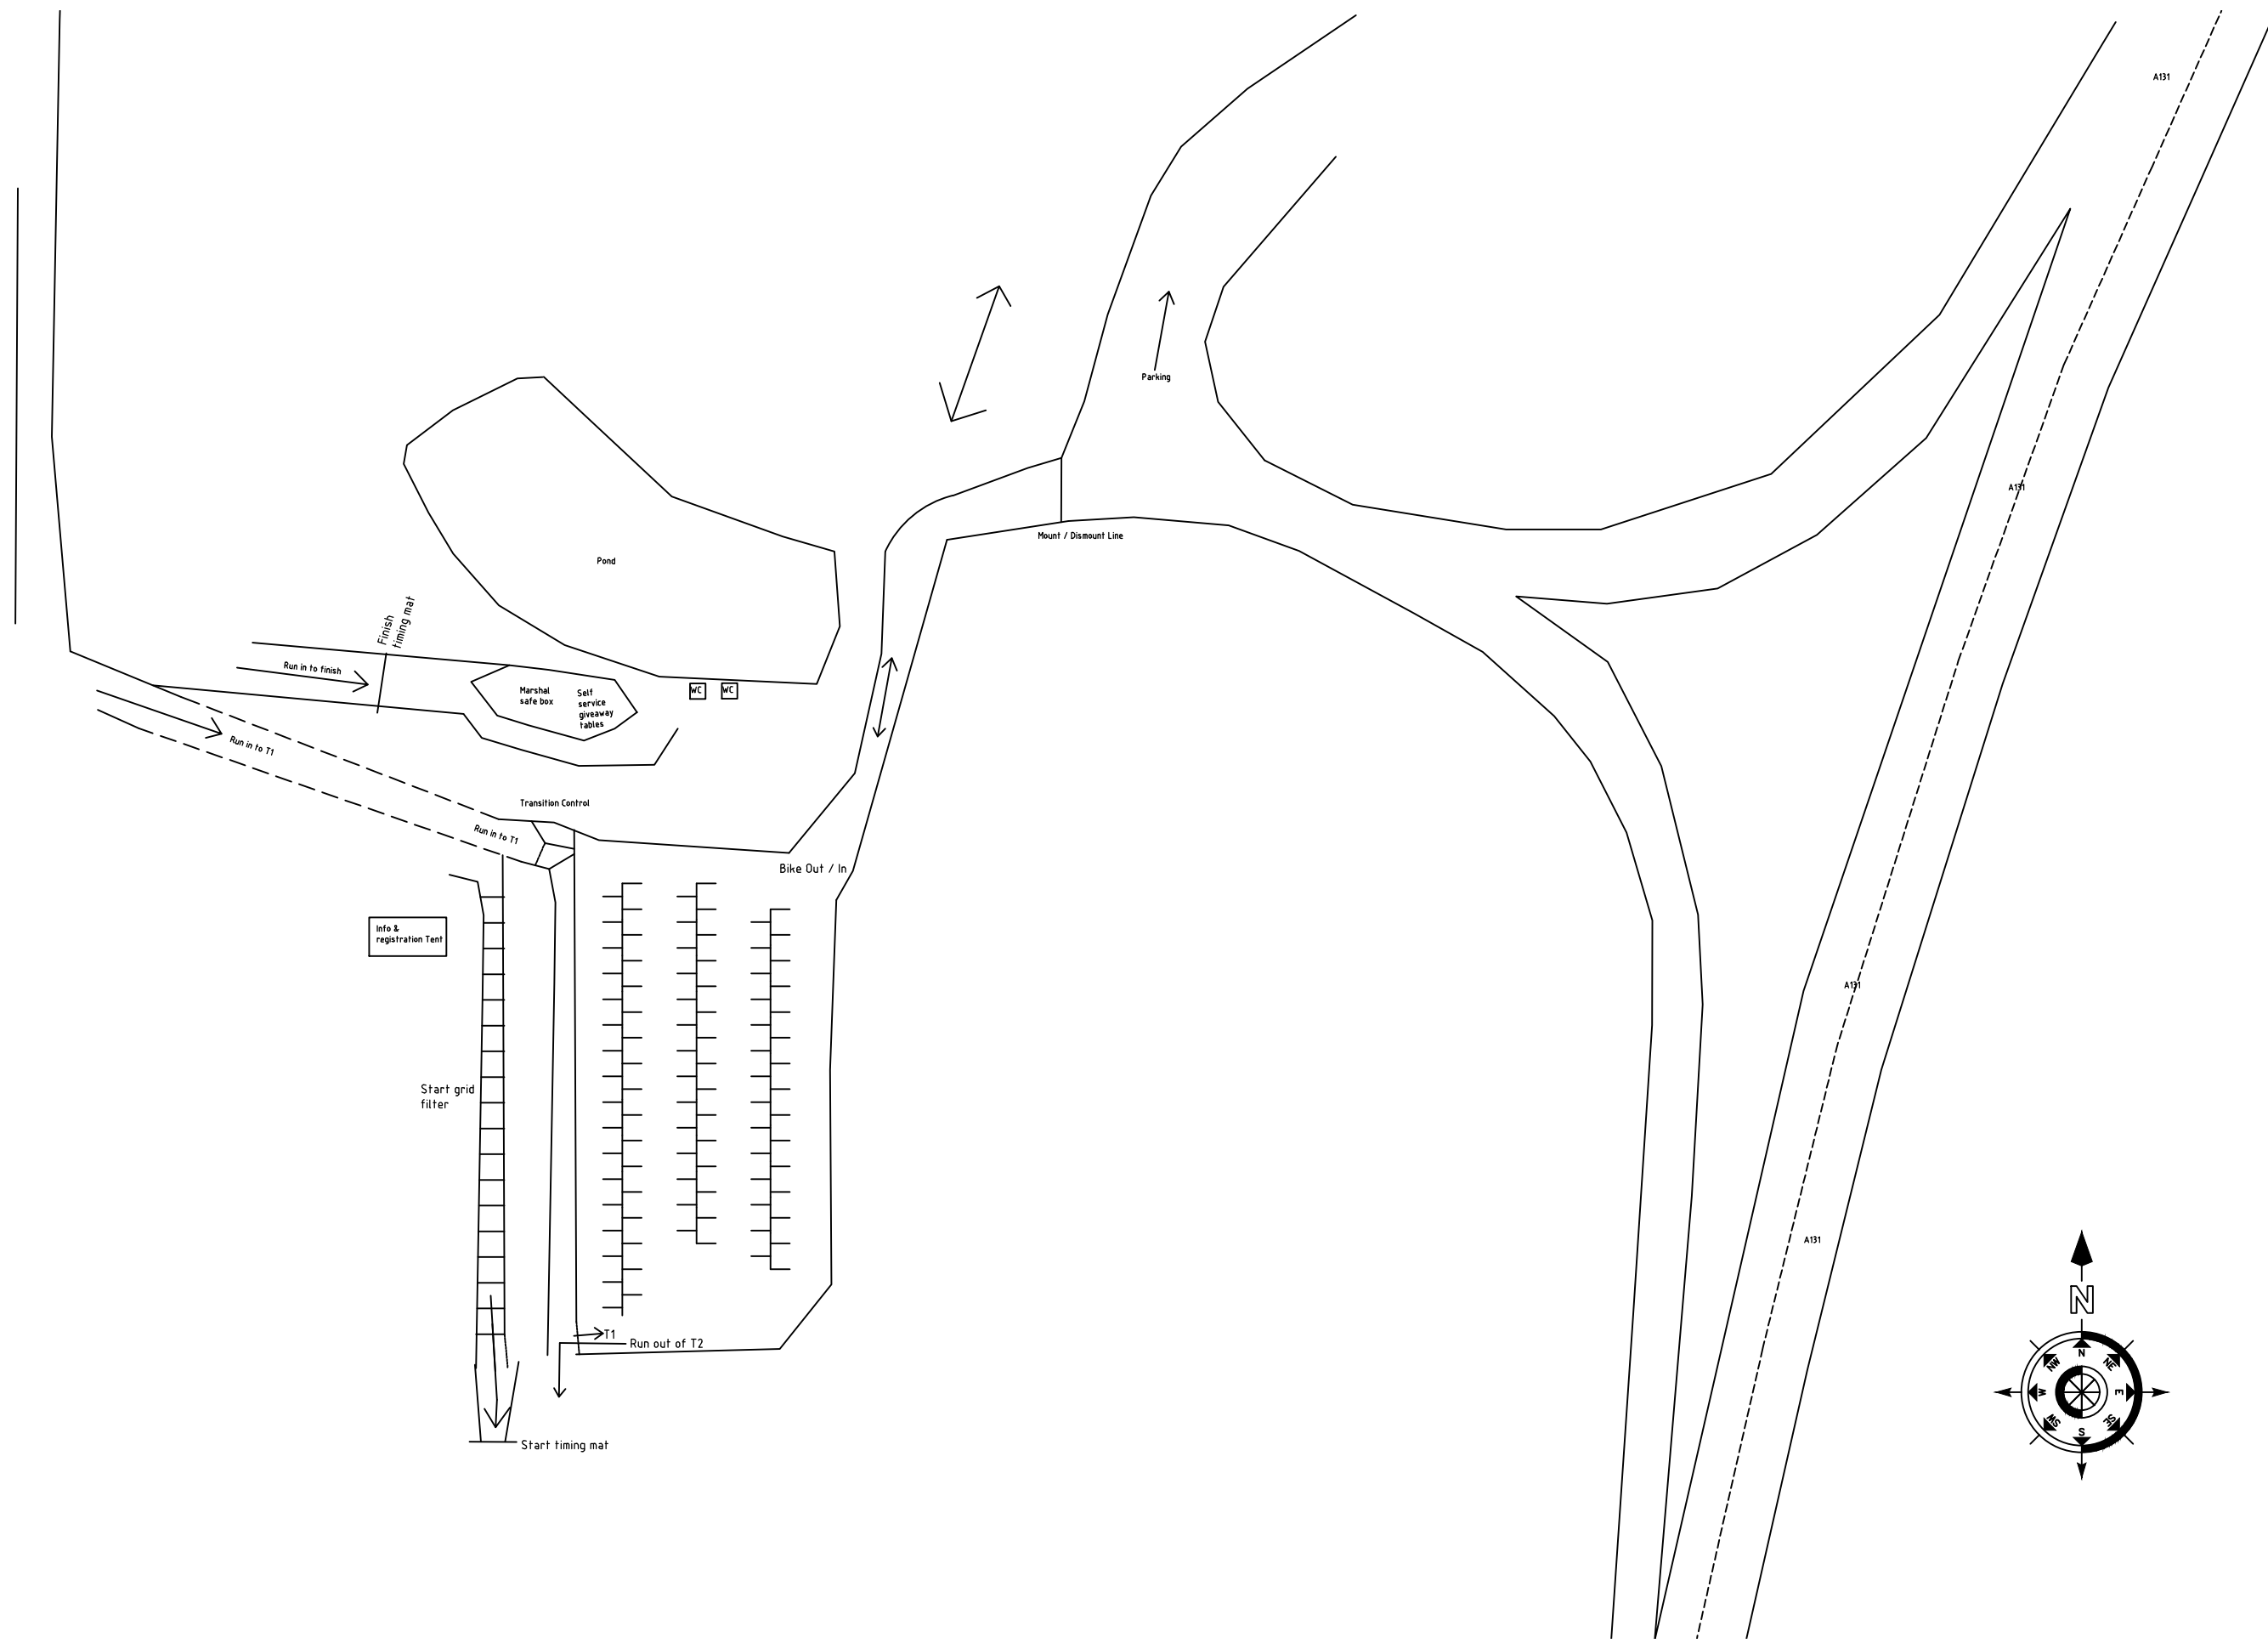 A131
Parking
A131
Mount / Dismount Line
Pond
Finish
timing mat
Run in to finish
Marshal
safe box
Self
service
giveaway
tables
WC
WC
Run in to T1
Transition Control
Run in to T1
Bike Out / In
Info &
registration Tent
A131
Start grid
filter
A131
T1
Run out of T2
Start timing mat
N
N
NE
E
SE
S
SW
W
NW